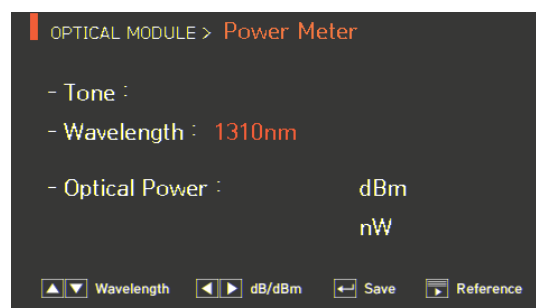 OPTICAL MODULE > Power Meter
- Tone :
- Wavelength : 1310nm
- Optical Power : dBm
nW
Wavelength dB/dBm Save Reference